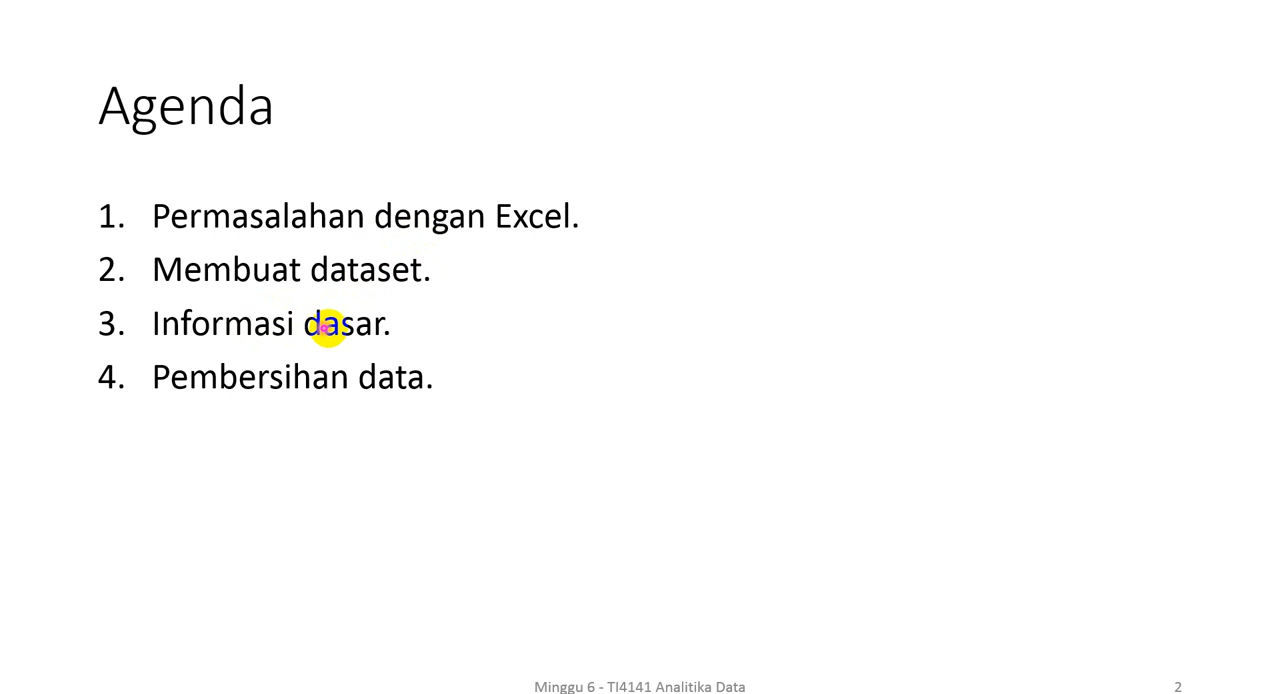 Agenda
1. Permasalahan dengan Excel.
2. Membuat dataset.
3. Informasi dasar.
4. Pembersihan data.
Minggu 6 - TI4141 Analitika Data
2